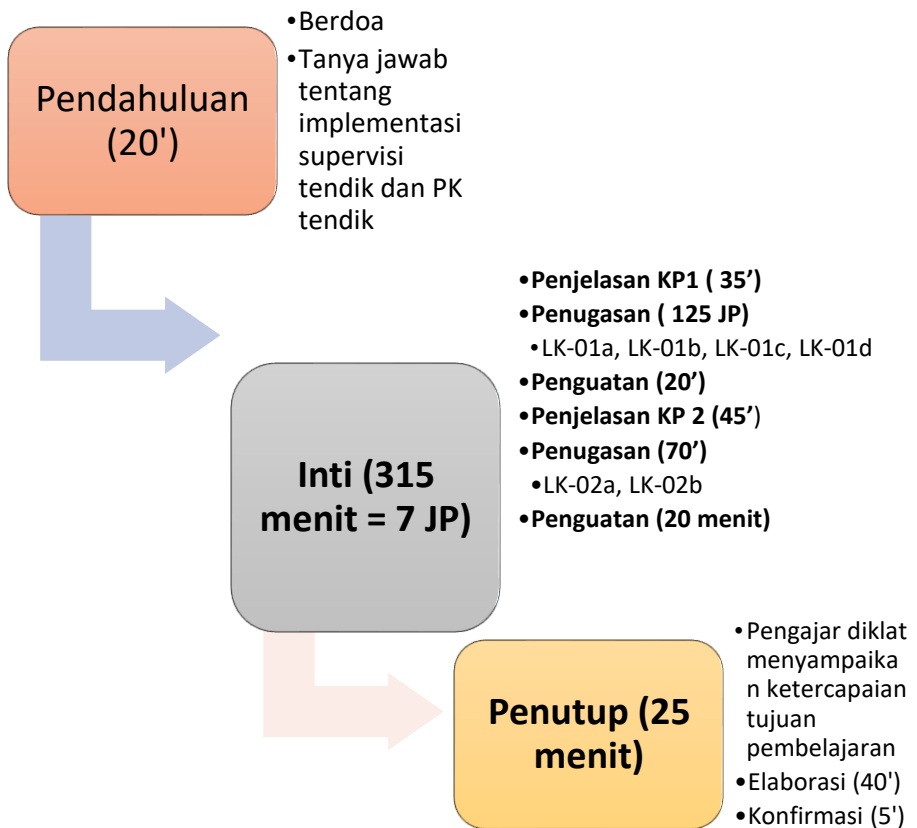 Pendahuluan
(20')
•Berdoa
•Tanya jawab
tentang
implementasi
supervisi
tendik dan PK
tendik
Inti (315
menit = 7 JP)
•Penjelasan KP1 ( 35’)
•Penugasan ( 125 JP)
•LK-01a, LK-01b, LK-01c, LK-01d
•Penguatan (20’)
•Penjelasan KP 2 (45’)
•Penugasan (70’)
•LK-02a, LK-02b
•Penguatan (20 menit)
Penutup (25
menit)
•Pengajar diklat
menyampaika
n ketercapaian
tujuan
pembelajaran
•Elaborasi (40')
•Konfirmasi (5')